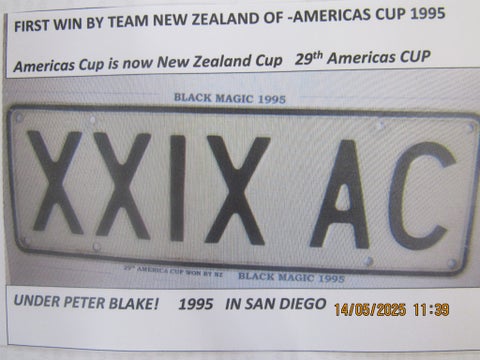 FIRST WIN BY TEAM NEW ZEALAND OF -AMERICAS CUP 1995
Americas Cup is now New Zealand Cup 29th Americas CUP
BLACK MAGIC 1995
XXIX AC
29th AMERICA CUP WON BY NZ BLACK MAGIC 1995
UNDER PETER BLAKE! 1995 IN SAN DIEGO 14/05/2025 11:39